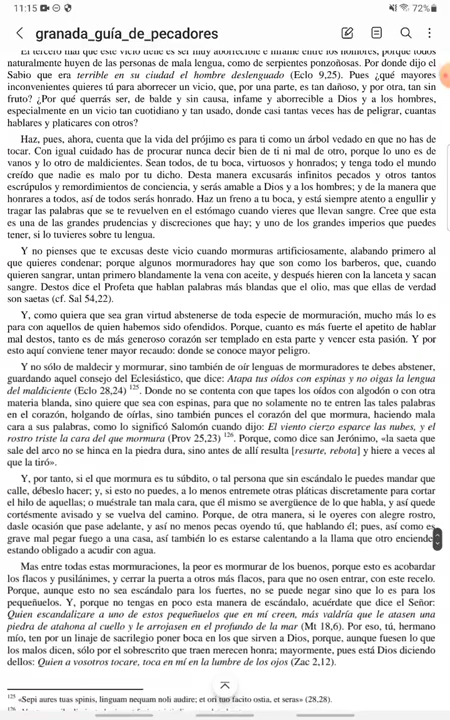 11:15
72%
granada_guía_de_pecadores
El tercero mal que este vicio tiene es ser muy aborrecible e infame entre los hombres, porque todos
naturalmente huyen de las personas de mala lengua, como de serpientes ponzoñosas. Por donde dijo el
Sabio que era terrible en su ciudad el hombre deslenguado (Eclo 9,25). Pues ¿qué mayores
inconvenientes quieres tú para aborrecer un vicio, que, por una parte, es tan dañoso, y por otra, tan sin
fruto? ¿Por qué querrás ser, de balde y sin causa, infame y aborrecible a Dios y a los hombres,
especialmente en un vicio tan cuotidiano y tan usado, donde casi tantas veces has de peligrar, cuantas
hablares y platicares con otros?
Haz, pues, ahora, cuenta que la vida del prójimo es para ti como un árbol vedado en que no has de
tocar. Con igual cuidado has de procurar nunca decir bien de ti ni mal de otro, porque lo uno es de
vanos y lo otro de maldicientes. Sean todos, de tu boca, virtuosos y honrados; y tenga todo el mundo
creído que nadie es malo por tu dicho. Desta manera excusarás infinitos pecados y otros tantos
escrúpulos y remordimientos de conciencia, y serás amable a Dios y a los hombres; y de la manera que
honrares a todos, así de todos serás honrado. Haz un freno a tu boca, y está siempre atento a engullir y
tragar las palabras que se te revuelven en el estómago cuando vieres que llevan sangre. Cree que esta
es una de las grandes prudencias y discreciones que hay; y uno de los grandes imperios que puedes
tener, si lo tuvieres sobre tu lengua.
Y no pienses que te excusas deste vicio cuando murmuras artificiosamente, alabando primero al
que quieres condenar; porque algunos murmuradores hay que son como los barberos, que, cuando
quieren sangrar, untan primero blandamente la vena con aceite, y después hieren con la lanceta y sacan
sangre. Destos dice el Profeta que hablan palabras más blandas que el olio, mas que ellas de verdad
son saetas (cf. Sal 54,22).
Y, como quiera que sea gran virtud abstenerse de toda especie de murmuración, mucho más lo es
para con aquellos de quien habemos sido ofendidos. Porque, cuanto es más fuerte el apetito de hablar
mal destos, tanto es de más generoso corazón ser templado en esta parte y vencer esta pasión. Y por
esto aquí conviene tener mayor recaudo: donde se conoce mayor peligro.
Y no sólo de maldecir y murmurar, sino también de oír lenguas de murmuradores te debes abstener,
guardando aquel consejo del Eclesiástico, que dice: Atapa tus oídos con espinas y no oigas la lengua
del maldiciente (Eclo 28,24) 125. Donde no se contenta con que tapes los oídos con algodón o con otra
materia blanda, sino quiere que sea con espinas, para que no solamente no te entren las tales palabras
en el corazón, holgando de oírlas, sino también punces el corazón del que murmura, haciendo mala
cara a sus palabras, como lo significó Salomón cuando dijo: El viento cierzo esparce las nubes, y el
rostro triste la cara del que murmura (Prov 25,23) 126. Porque, como dice san Jerónimo, «la saeta que
sale del arco no se hinca en la piedra dura, sino antes de allí resulta [resurte, rebota] y hiere a veces al
que la tiró».
Y, por tanto, si el que murmura es tu súbdito, o tal persona que sin escándalo le puedes mandar que
calle, débeslo hacer; y, si esto no puedes, a lo menos entremete otras pláticas discretamente para cortar
el hilo de aquellas; o muéstrale tan mala cara, que él mismo se avergüence de lo que habla, y así quede
cortésmente avisado y se vuelva del camino. Porque, de otra manera, si le oyeres con alegre rostro,
dasle ocasión que pase adelante, y así no menos pecas oyendo tú, que hablando él; pues, así como es
grave mal pegar fuego a una casa, así también lo es estarse calentando a la llama que otro enciende
estando obligado a acudir con agua.
Mas entre todas estas murmuraciones, la peor es murmurar de los buenos, porque esto es acobardar
los flacos y pusilánimes, y cerrar la puerta a otros más flacos, para que no osen entrar, con este recelo.
Porque, aunque esto no sea escándalo para los fuertes, no se puede negar sino que lo es para los
pequeñuelos. Y, porque no tengas en poco esta manera de escándalo, acuérdate que dice el Señor:
Quien escandalizare a uno de estos pequeñuelos que en mí creen, más valdría que le atasen una
piedra de atahona al cuello y le arrojasen en el profundo de la mar (Mt 18,6). Por eso, tú, hermano
mío, ten por un linaje de sacrilegio poner boca en los que sirven a Dios, porque, aunque fuesen lo que
los malos dicen, sólo por el sobrescrito que traen merecen honra; mayormente, pues está Dios diciendo
dellos: Quien a vosotros tocare, toca en mí en la lumbre de los ojos (Zac 2,12).
125 «Sepi aures tuas spinis, linguam nequam noli audire; et ori tuo facito ostia, et seras» (28,28).
126